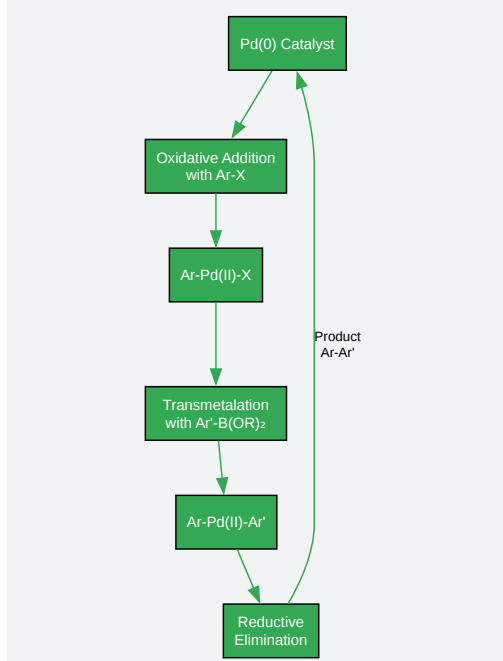 Pd(0) Catalyst
Oxidative Addition
with Ar-X
Ar-Pd(II)-X
Product
Ar-Ar'
Transmetalation
with Ar'-B(OR)₂
Ar-Pd(II)-Ar'
Reductive
Elimination